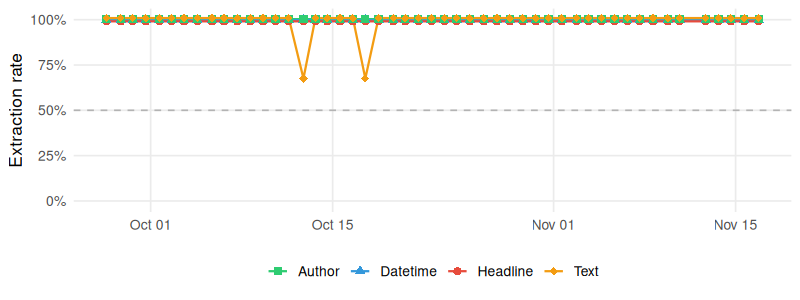 Extraction rate
100%
75%
50%
25%
0%
Oct 01 Oct 15 Nov 01 Nov 15
Author Datetime Headline Text